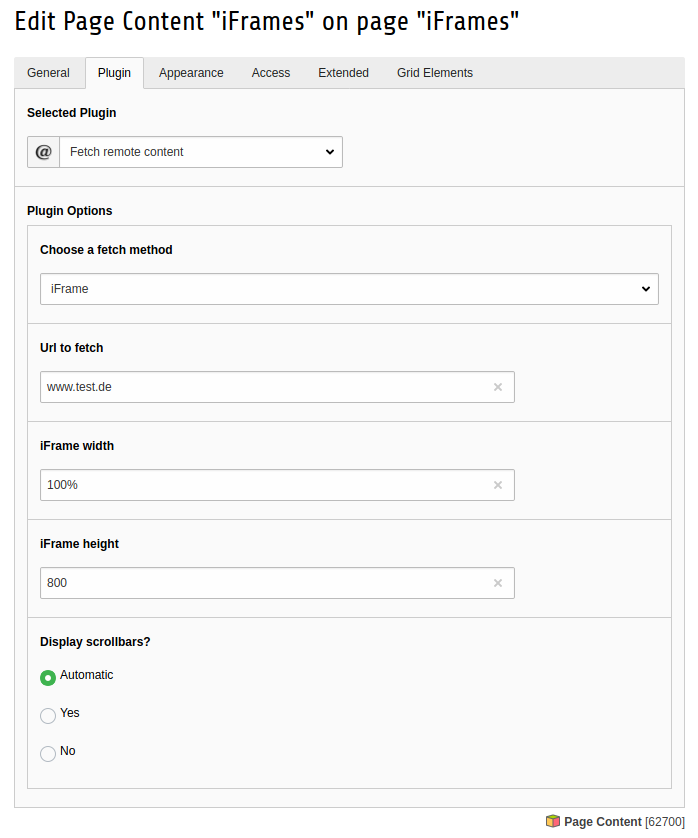 Edit Page Content "iFrames" on page "iFrames"
General Plugin Appearance Access Extended Grid Elements
Selected Plugin
@ Fetch remote content
Plugin Options
Choose a fetch method
iFrame
Url to fetch
www.test.de
iFrame width
100%
iFrame height
800
Display scrollbars?
Automatic
Yes
No
Page Content [62700]